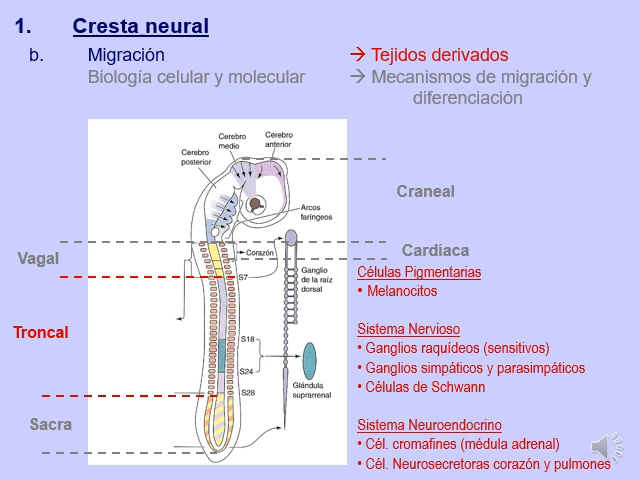 1. Cresta neural
b. Migración → Tejidos derivados
Biología celular y molecular → Mecanismos de migración y
diferenciación
Cerebro
medio
Cerebro
anterior
Cerebro
posterior
Arcos
faríngeos
Corazón
S7
Ganglio
de la raíz
dorsal
S18
S24
S28
Glándula
suprarrenal
Vagal
Troncal
Sacra
Craneal
Cardíaca
Células Pigmentarias
• Melanocitos
Sistema Nervioso
• Ganglios raquídeos (sensitivos)
• Ganglios simpáticos y parasimpáticos
• Células de Schwann
Sistema Neuroendocrino
• Cél. cromafines (médula adrenal)
• Cél. Neurosecretoras corazón y pulmones